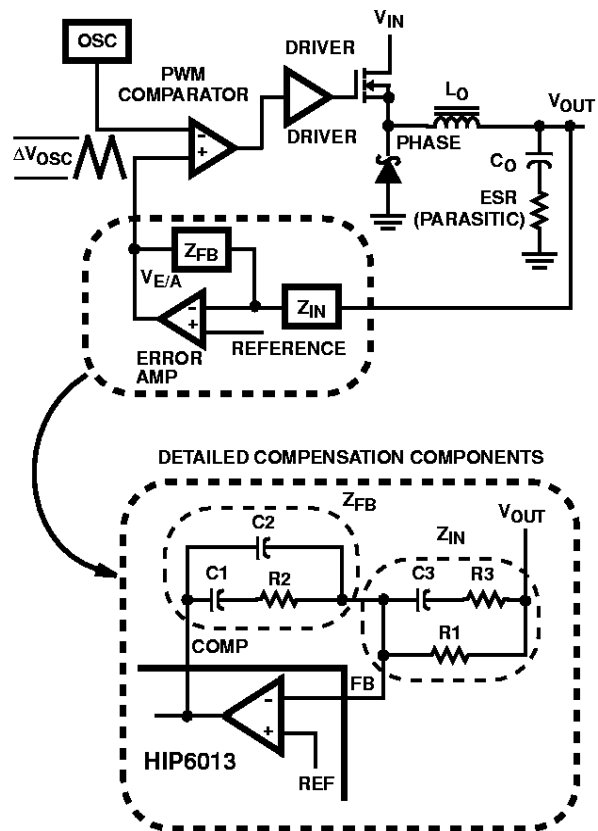 OSC
PWM
COMPARATOR
DRIVER
DRIVER
VIN
LO
VOUT
PHASE
CO
ESR
(PARASITIC)
ΔVOSC
-
+
ZFB
VE/A
-
+
ZIN
REFERENCE
ERROR
AMP
DETAILED COMPENSATION COMPONENTS
ZFB
C2
C1
R2
ZIN
VOUT
C3
R3
R1
COMP
FB
-
+
HIP6013
REF